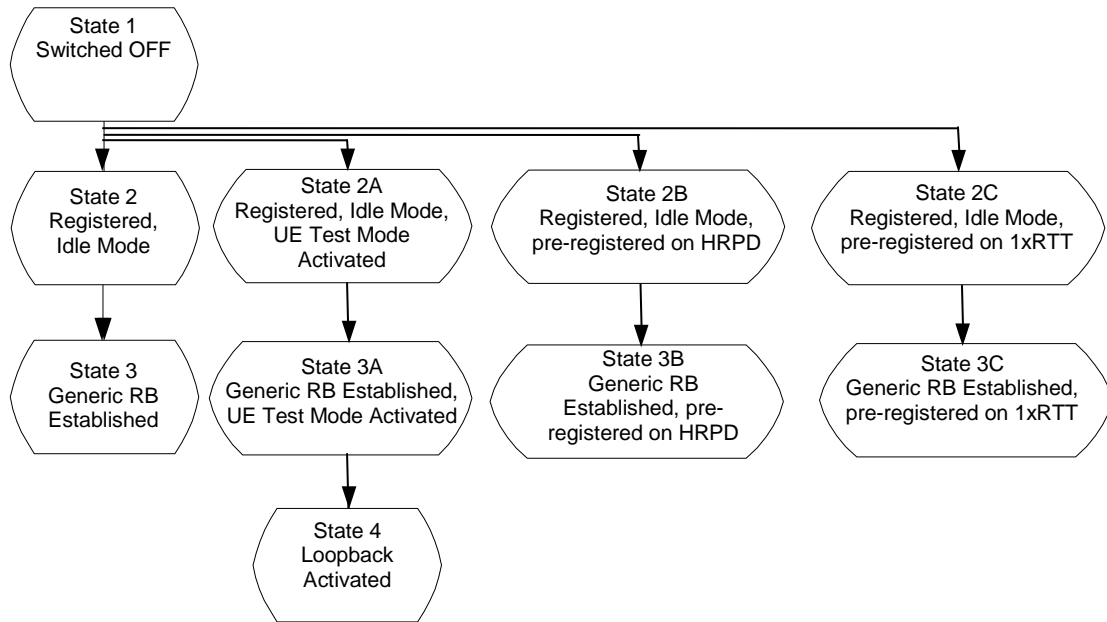 State 1
Switched OFF
State 2
Registered,
Idle Mode
State 2A
Registered, Idle Mode,
UE Test Mode
Activated
State 2B
Registered, Idle Mode,
pre-registered on HRPD
State 2C
Registered, Idle Mode,
pre-registered on 1xRTT
State 3
Generic RB
Established
State 3A
Generic RB Established,
UE Test Mode Activated
State 3B
Generic RB
Established, pre-
registered on HRPD
State 3C
Generic RB Established,
pre-registered on 1xRTT
State 4
Loopback
Activated